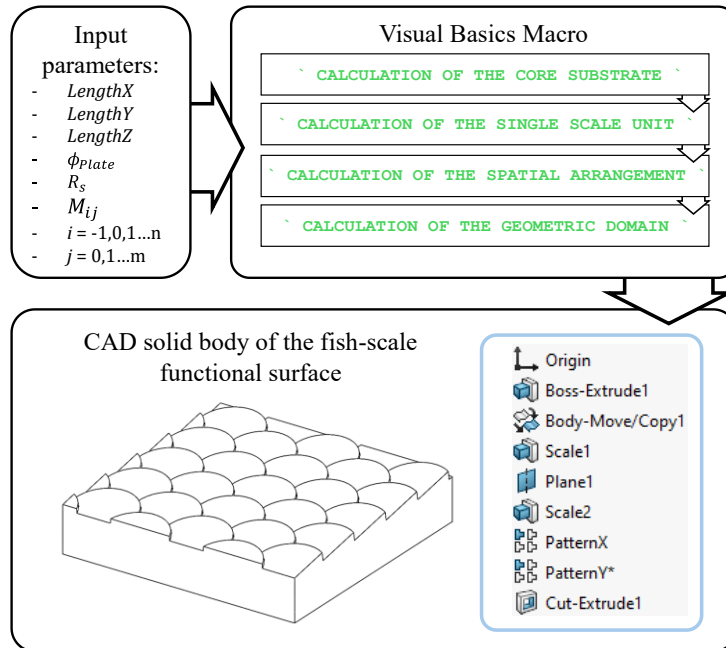 Input
parameters:
- LengthX
- LengthY
- LengthZ
- ϕPlate
- Rs
- Mij
- i = -1,0,1…n
- j = 0,1…m
Visual Basics Macro
` CALCULATION OF THE CORE SUBSTRATE `
` CALCULATION OF THE SINGLE SCALE UNIT `
` CALCULATION OF THE SPATIAL ARRANGEMENT `
` CALCULATION OF THE GEOMETRIC DOMAIN `
CAD solid body of the fish-scale
functional surface
Origin
Boss-Extrude1
Body-Move/Copy1
Scale1
Plane1
Scale2
PatternX
PatternY*
Cut-Extrude1